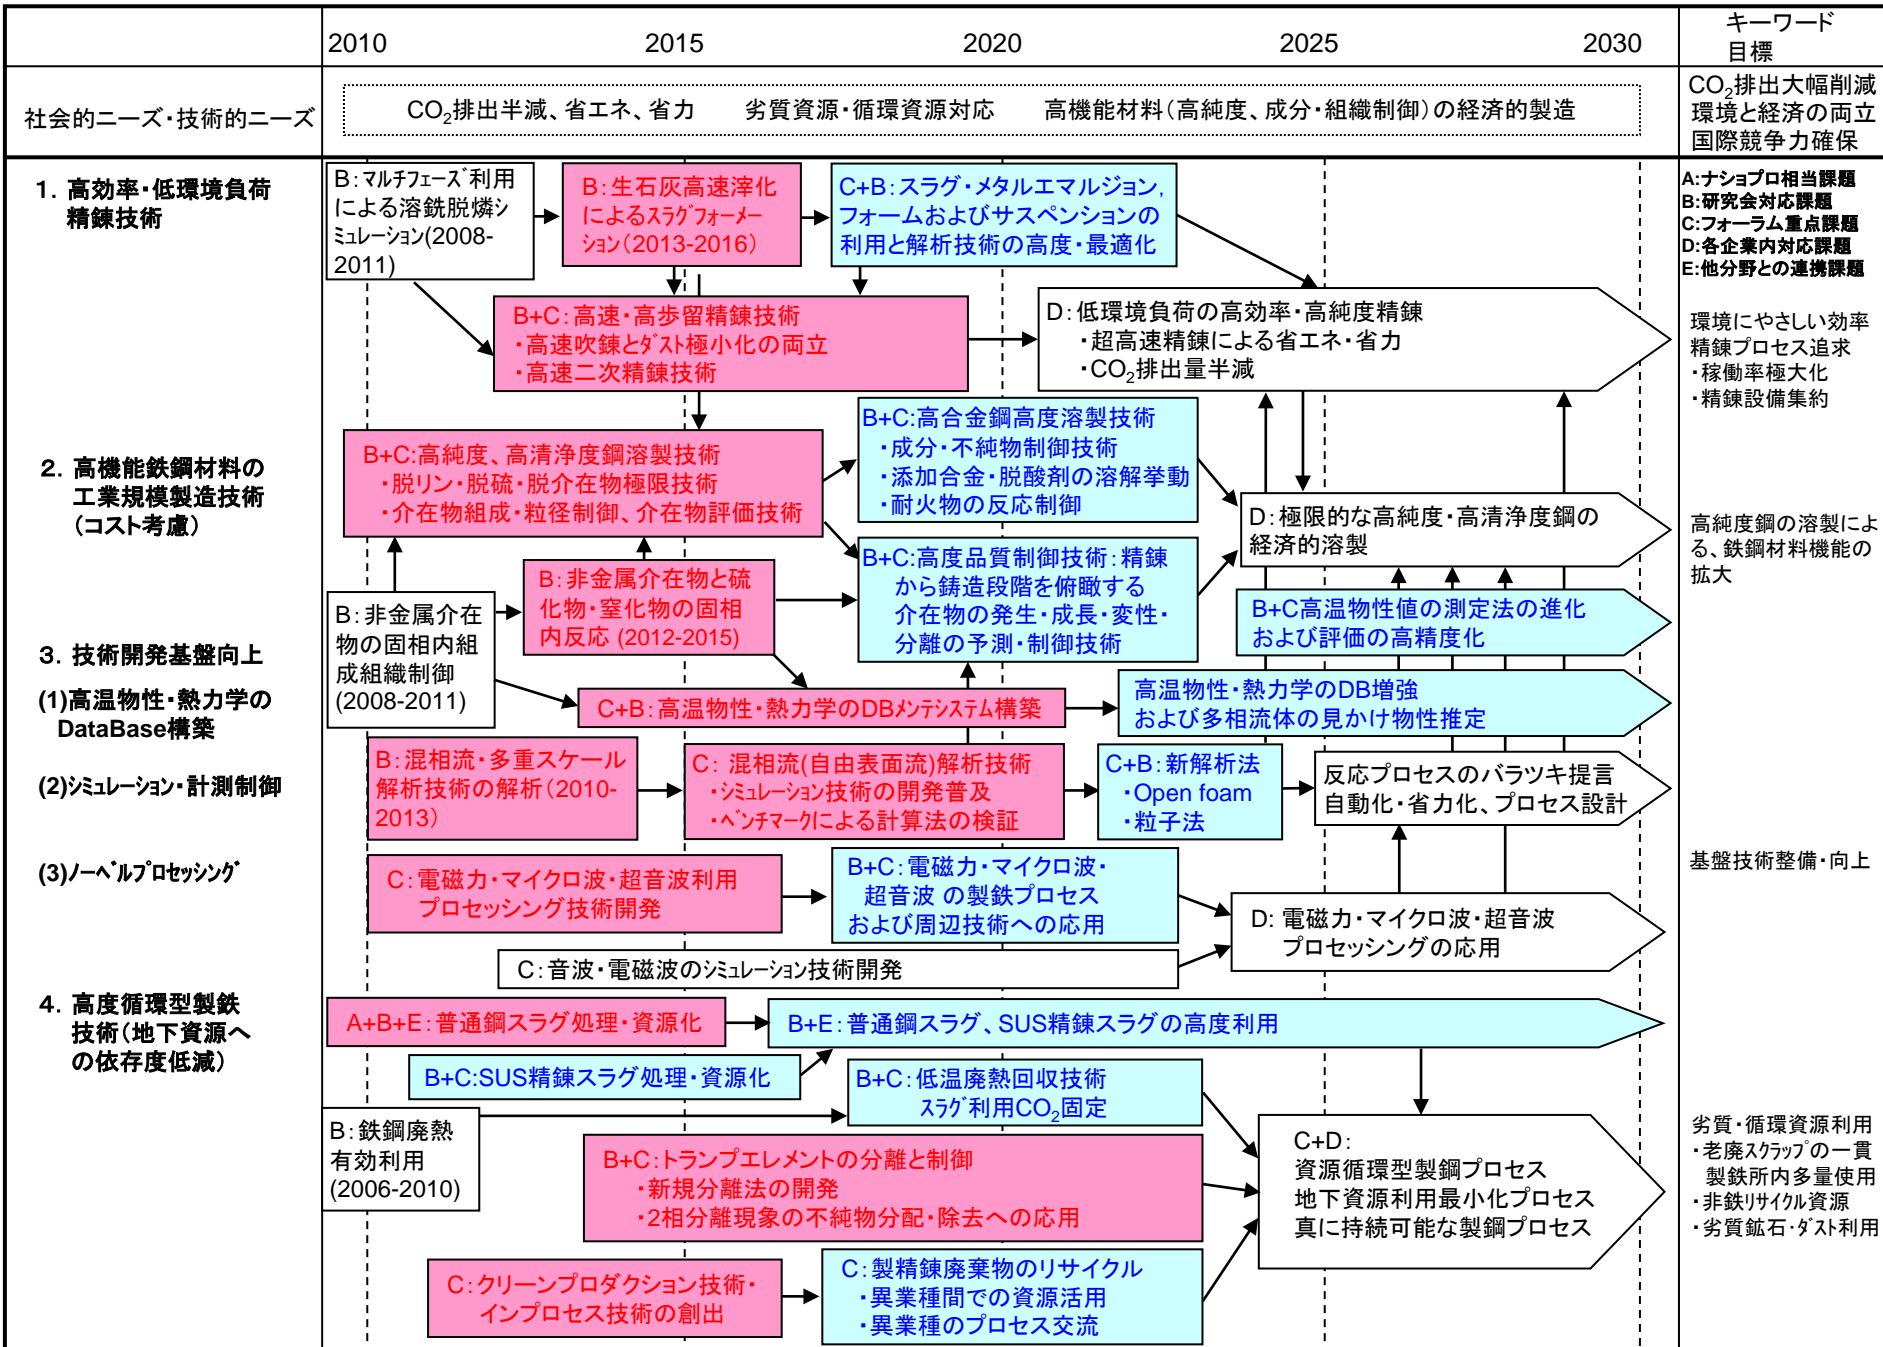 2010
2015
2020
2025
2030
キーワード
目標
社会的ニーズ・技術的ニーズ
CO₂排出半減、省エネ、省力　劣質資源・循環資源対応　高機能材料（高純度、成分・組織制御）の経済的製造
CO₂排出大幅削減
環境と経済の両立
国際競争力確保
1. 高効率・低環境負荷
精錬技術
B：マルチフェーズ利用
による溶銑脱燐シ
ミュレーション(2008-
2011)
B：生石灰高速滓化
によるスラグフォーメー
ション（2013-2016）
C+B：スラグ・メタルエマルジョン，
フォームおよびサスペンションの
利用と解析技術の高度・最適化
A：ナショプロ相当課題
B：研究会対応課題
C：フォーラム重点課題
D：各企業内対応課題
E：他分野との連携課題
B+C：高速・高歩留精錬技術
・高速吹錬とダスト極小化の両立
・高速二次精錬技術
D：低環境負荷の高効率・高純度精錬
・超高速精錬による省エネ・省力
・CO₂排出量半減
環境にやさしい効率
精錬プロセス追求
・稼働率極大化
・精錬設備集約
2. 高機能鉄鋼材料の
工業規模製造技術
（コスト考慮）
B+C:高純度、高清浄度鋼溶製技術
・脱リン・脱硫・脱介在物極限技術
・介在物組成・粒径制御、介在物評価技術
B+C:高合金鋼高度溶製技術
・成分・不純物制御技術
・添加合金・脱酸剤の溶解挙動
・耐火物の反応制御
D：極限的な高純度・高清浄度鋼の
経済的溶製
高純度鋼の溶製によ
る、鉄鋼材料機能の
拡大
B：非金属介在
物の固相内組
成組織制御
(2008-2011)
B：非金属介在物と硫
化物・窒化物の固相
内反応 (2012-2015)
B+C：高度品質制御技術：精錬
から鋳造段階を俯瞰する
介在物の発生・成長・変性・
分離の予測・制御技術
B+C高温物性値の測定法の進化
および評価の高精度化
3. 技術開発基盤向上
(1)高温物性・熱力学の
DataBase構築
C+B：高温物性・熱力学のDBメンテシステム構築
高温物性・熱力学のDB増強
および多相流体の見かけ物性推定
(2)シミュレーション・計測制御
B：混相流・多重スケール
解析技術の解析（2010-
2013）
C： 混相流(自由表面流)解析技術
・シミュレーション技術の開発普及
・ベンチマークによる計算法の検証
C+B：新解析法
・Open foam
・粒子法
反応プロセスのバラツキ提言
自動化・省力化、プロセス設計
(3)ノーベルプロセッシング
C：電磁力・マイクロ波・超音波利用
プロセッシング技術開発
B+C：電磁力・マイクロ波・
超音波 の製鉄プロセス
および周辺技術への応用
D： 電磁力・マイクロ波・超音波
プロセッシングの応用
基盤技術整備・向上
C：音波・電磁波のシミュレーション技術開発
4. 高度循環型製鉄
技術（地下資源へ
の依存度低減）
A+B+E：普通鋼スラグ処理・資源化
B+E：普通鋼スラグ、SUS精錬スラグの高度利用
B+C:SUS精錬スラグ処理・資源化
B+C：低温廃熱回収技術
スラグ利用CO₂固定
B：鉄鋼廃熱
有効利用
(2006-2010)
B+C：トランプエレメントの分離と制御
・新規分離法の開発
・2相分離現象の不純物分配・除去への応用
C+D：
資源循環型製鋼プロセス
地下資源利用最小化プロセス
真に持続可能な製鋼プロセス
劣質・循環資源利用
・老廃スクラップの一貫
製鉄所内多量使用
・非鉄リサイクル資源
・劣質鉱石・ダスト利用
C：クリーンプロダクション技術・
インプロセス技術の創出
C：製精錬廃棄物のリサイクル
・異業種間での資源活用
・異業種のプロセス交流